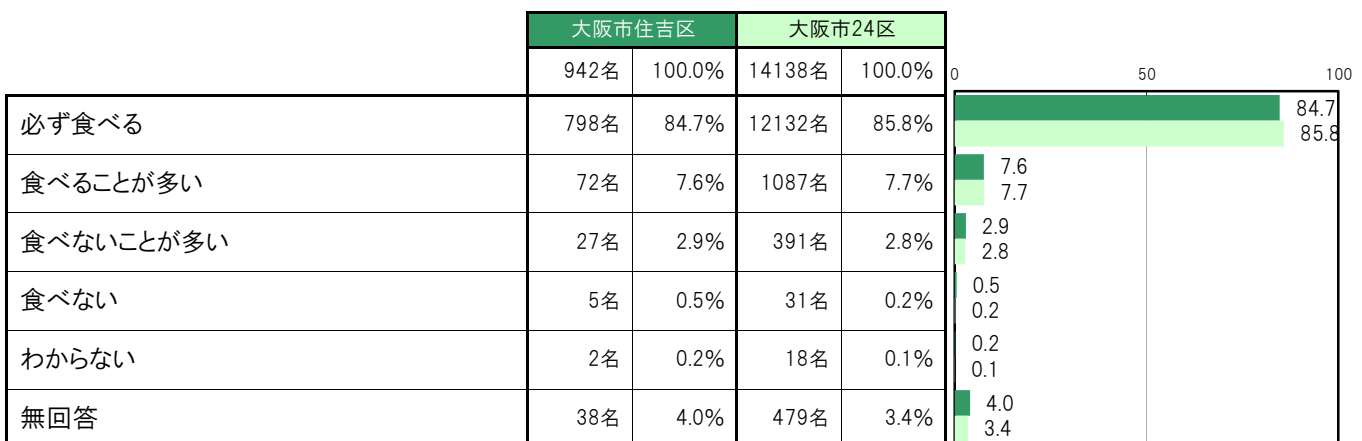 大阪市住吉区 大阪市24区
942名 100.0% 14138名 100.0% 0 50 100
必ず食べる 798名 84.7% 12132名 85.8% 84.7
85.8
食べることが多い 72名 7.6% 1087名 7.7% 7.6
7.7
食べないことが多い 27名 2.9% 391名 2.8% 2.9
2.8
食べない 5名 0.5% 31名 0.2% 0.5
0.2
わからない 2名 0.2% 18名 0.1% 0.2
0.1
無回答 38名 4.0% 479名 3.4% 4.0
3.4